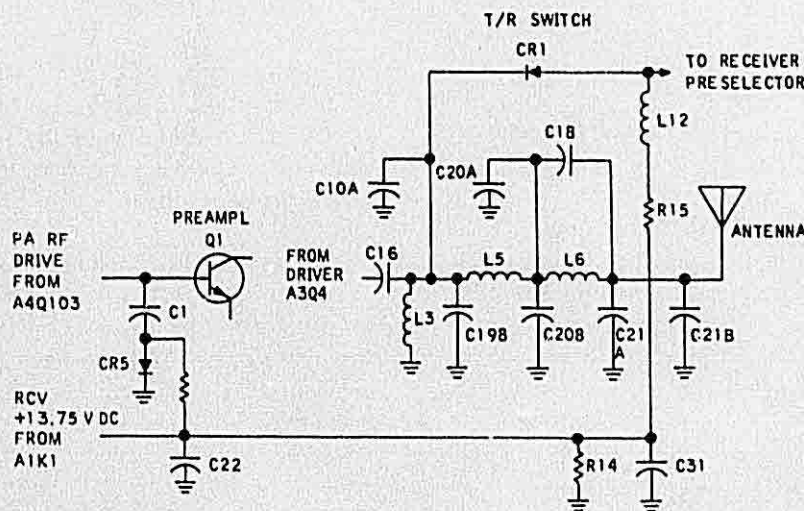 T/R SWITCH
CR1
TO RECEIVER
PRESELECTOR
L12
C18
C20A
C10A
R15
PREAMPL
Q1
ANTENNA
PA RF
DRIVE
FROM
A4Q103
FROM
DRIVER
A3Q4
C16
L5
L6
C1
L3
C19B
C20B
C21
A
C21B
CR5
RCV
+13.75 V DC
FROM
A1K1
C22
R14
C31